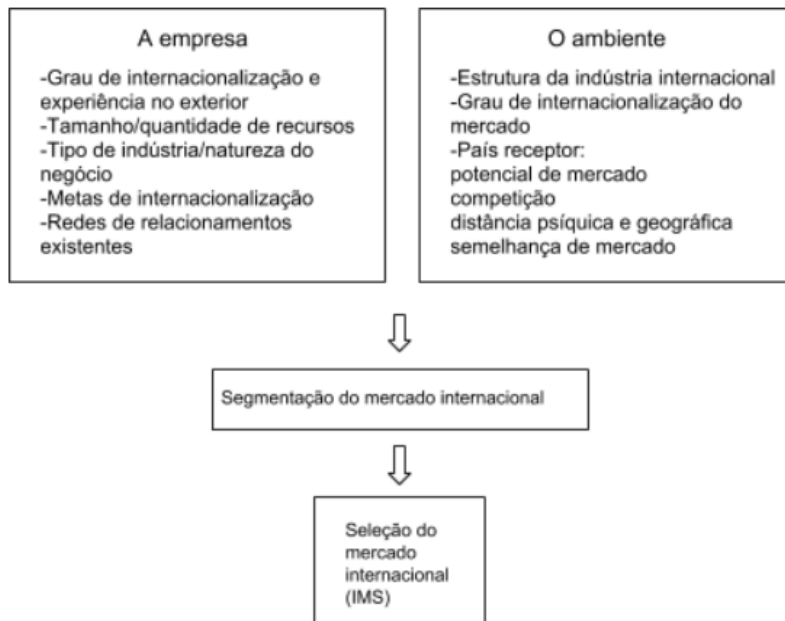 A empresa
-Grau de internacionalização e
experiência no exterior
-Tamanho/quantidade de recursos
-Tipo de indústria/natureza do
negócio
-Metas de internacionalização
-Redes de relacionamentos
existentes
O ambiente
-Estrutura da indústria internacional
-Grau de internacionalização do
mercado
-País receptor:
potencial de mercado
competição
distância psíquica e geográfica
semelhança de mercado
Segmentação do mercado internacional
Seleção do
mercado
internacional
(IMS)